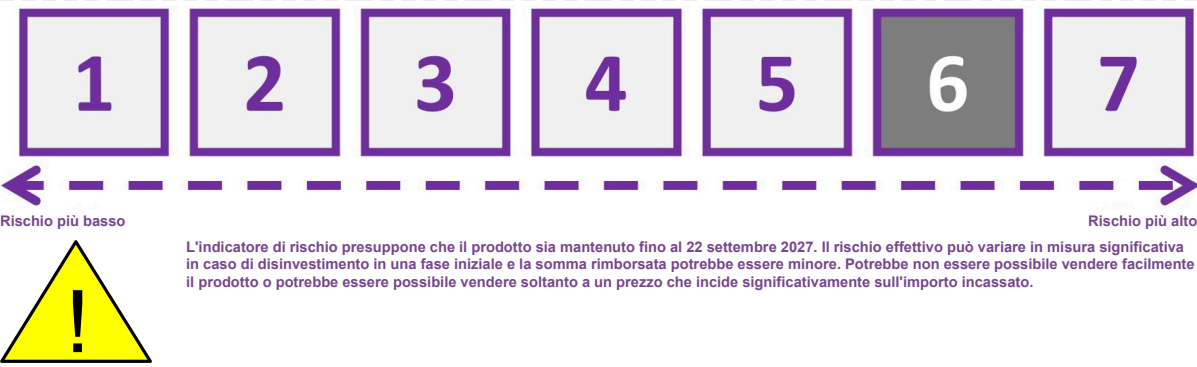 1 2 3 4 5 6 7
Rischio più basso Rischio più alto
L'indicatore di rischio presuppone che il prodotto sia mantenuto fino al 22 settembre 2027. Il rischio effettivo può variare in misura significativa
in caso di disinvestimento in una fase iniziale e la somma rimborsata potrebbe essere minore. Potrebbe non essere possibile vendere facilmente
il prodotto o potrebbe essere possibile vendere soltanto a un prezzo che incide significativamente sull'importo incassato.
!